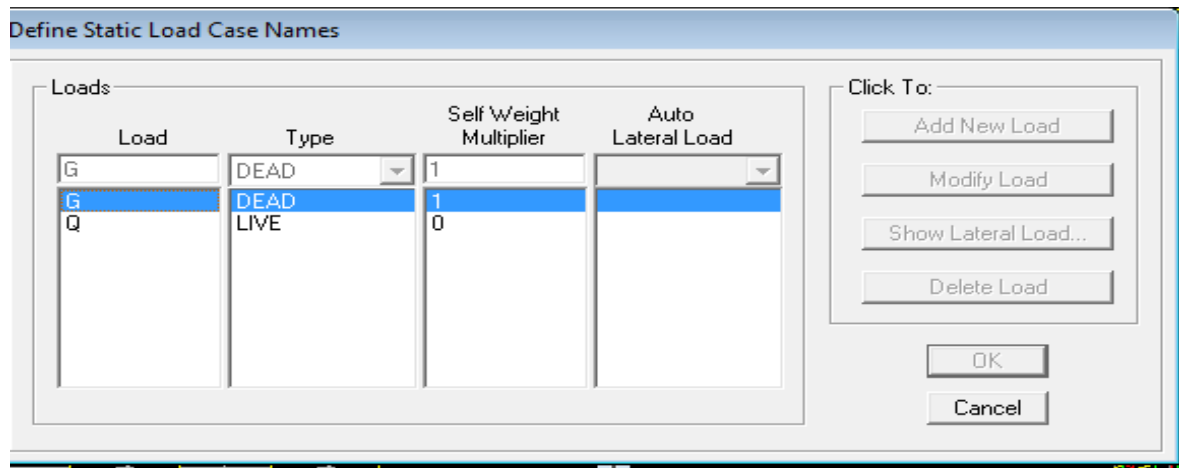 Define Static Load Case Names
Loads
Load Type Self Weight Multiplier Auto Lateral Load
G DEAD 1
G DEAD 1
Q LIVE 0
Click To:
Add New Load
Modify Load
Show Lateral Load...
Delete Load
OK
Cancel